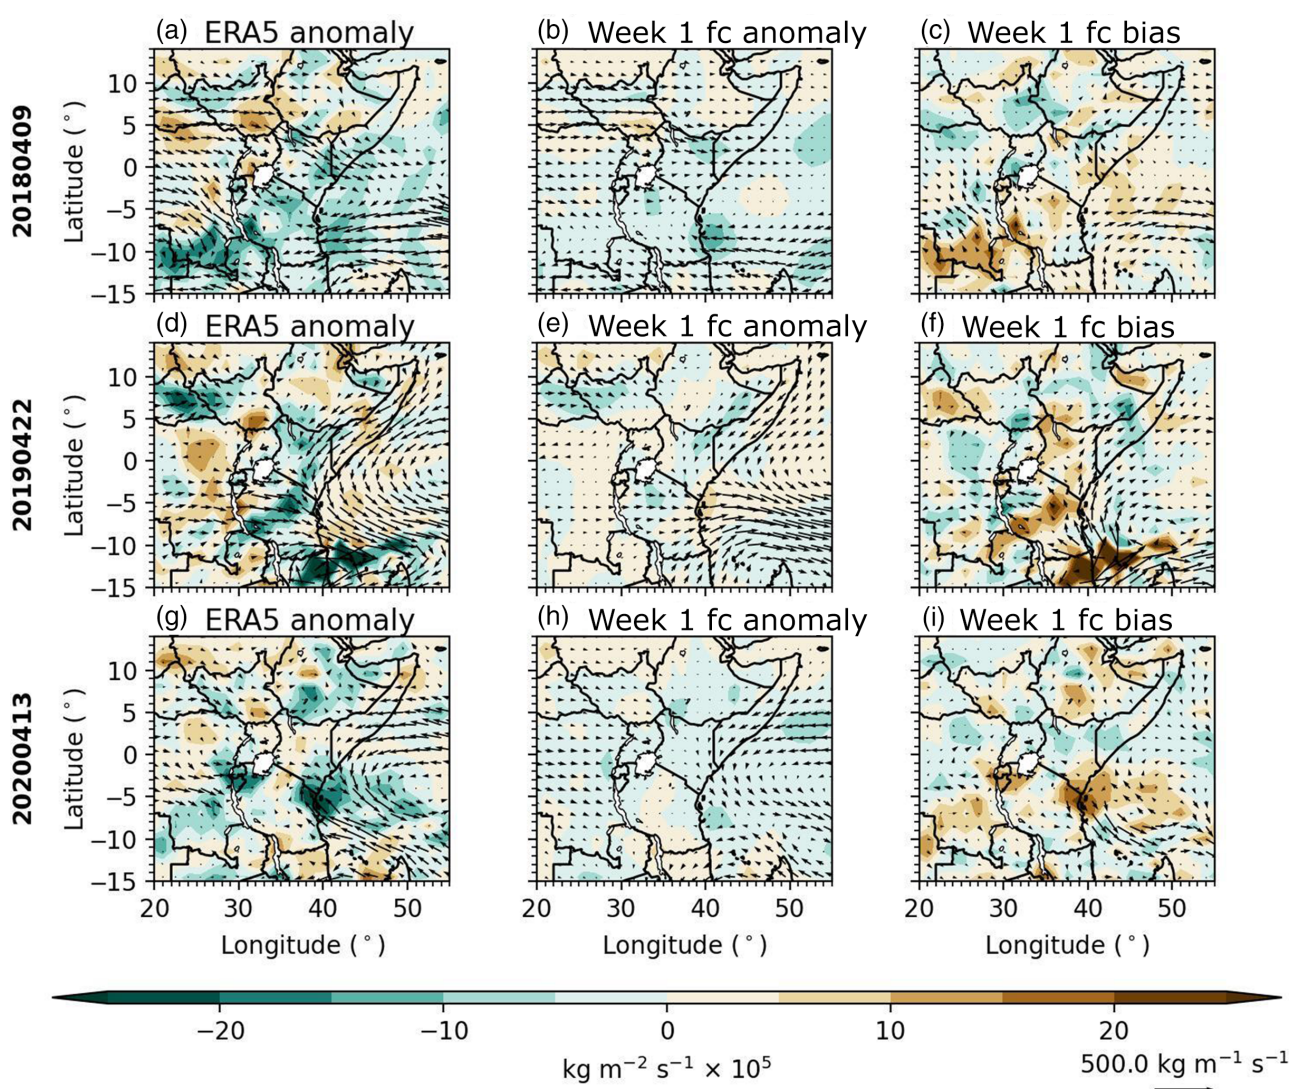 (a) ERA5 anomaly (b) Week 1 fc anomaly (c) Week 1 fc bias
20180409
Latitude (°)
10
5
0
−5
−10
−15
(d) ERA5 anomaly (e) Week 1 fc anomaly (f) Week 1 fc bias
20190422
Latitude (°)
10
5
0
−5
−10
−15
(g) ERA5 anomaly (h) Week 1 fc anomaly (i) Week 1 fc bias
20200413
Latitude (°)
10
5
0
−5
−10
−15
20 30 40 50 20 30 40 50 20 30 40 50
Longitude (°) Longitude (°) Longitude (°)
−20 −10 0 10 20
kg m⁻² s⁻¹ × 10⁵ 500.0 kg m⁻¹ s⁻¹